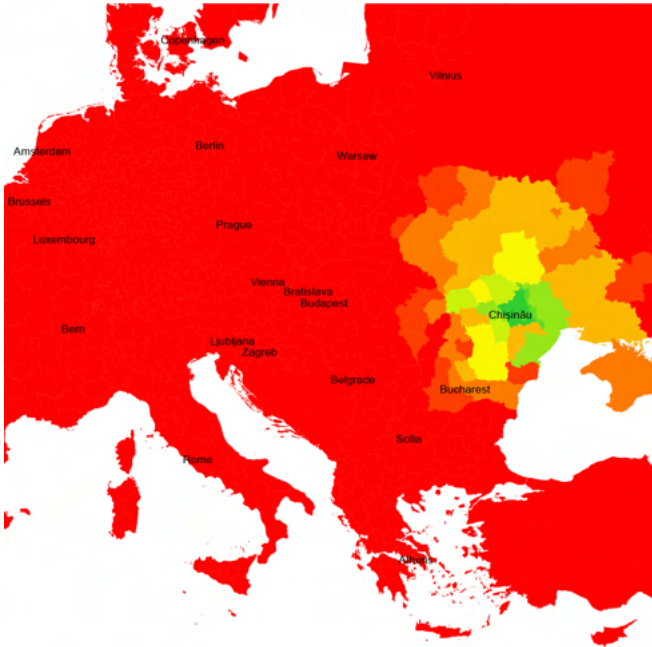 Copenhagen
Vilnius
Berlin
Amsterdam
Warsaw
Brussels
Prague
Luxembourg
Vienna
Bratislava
Budapest
Chișinău
Bern
Ljubljana
Zagreb
Belgrade
Bucharest
Sofia
Rome
Athens